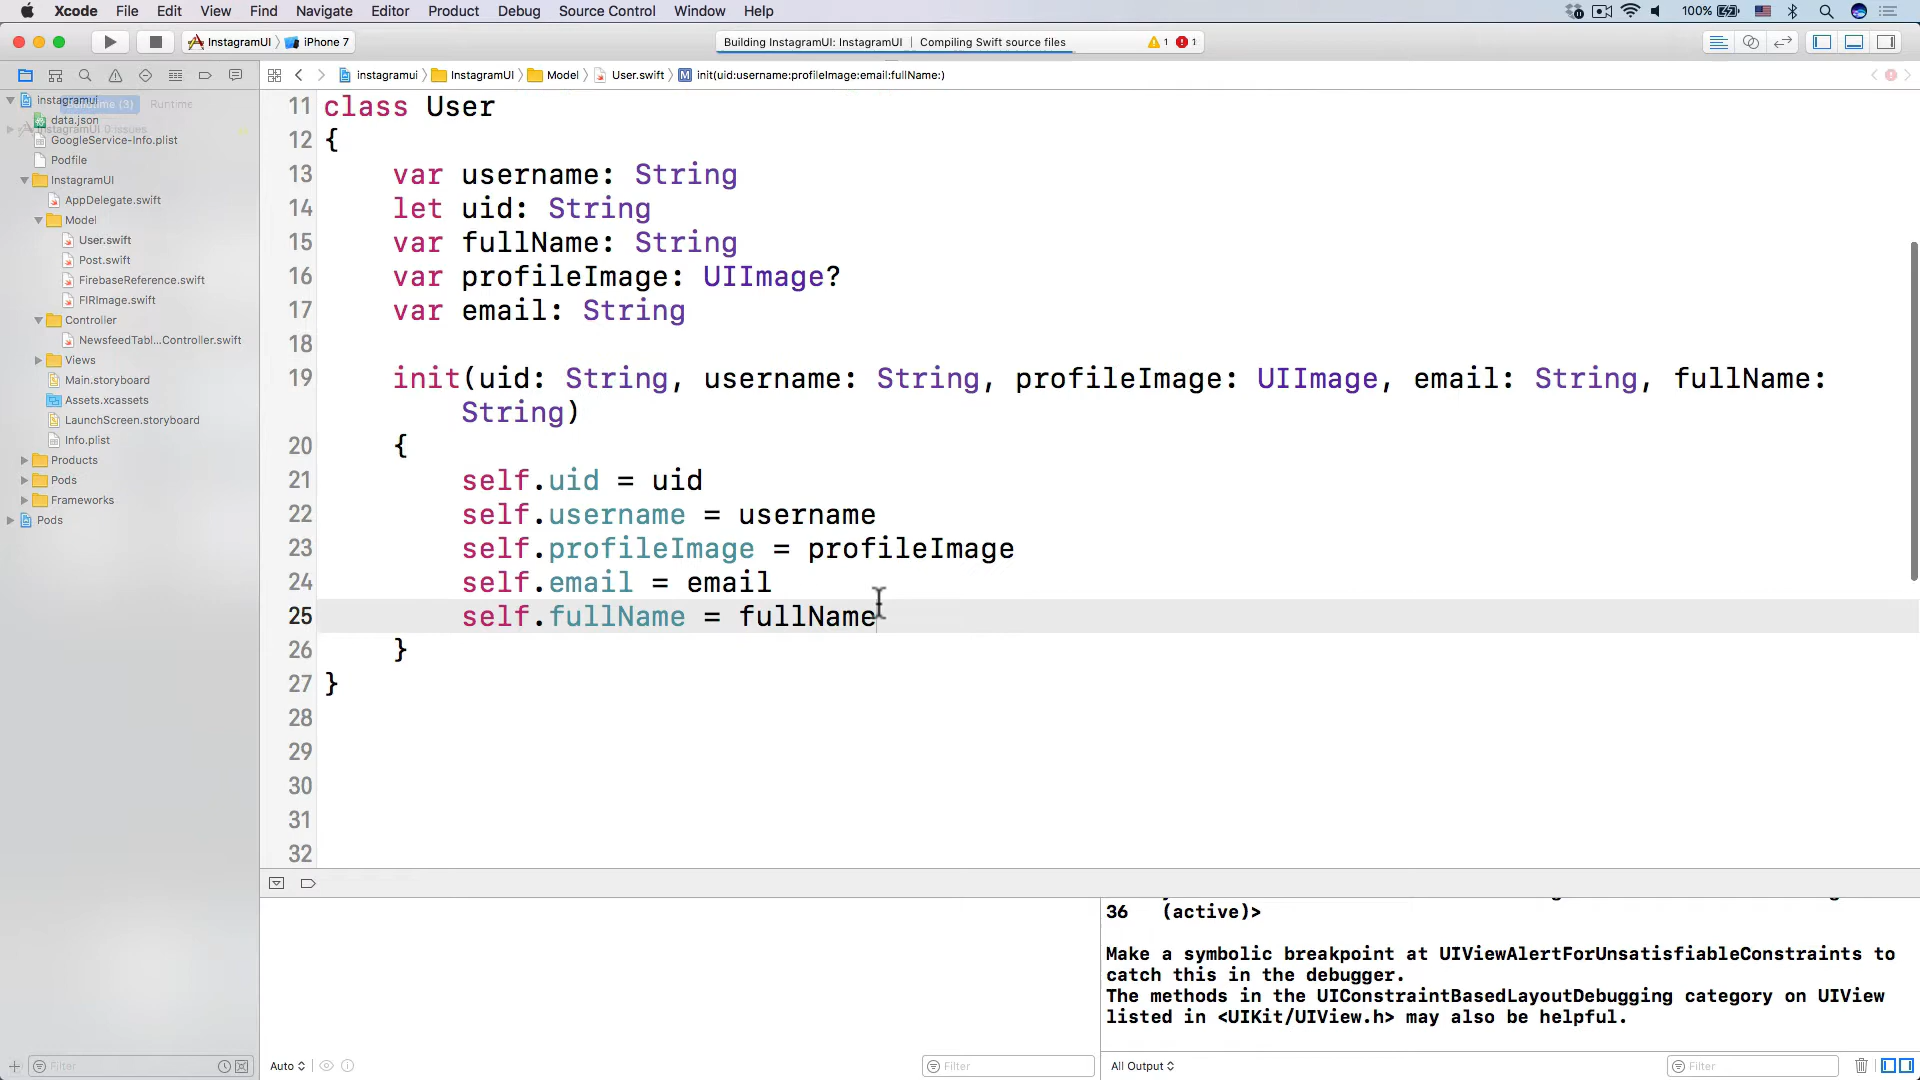 Xcode File Edit View Find Navigate Editor Product Debug Source Control Window Help 100%
InstagramUI iPhone 7 Building InstagramUI: InstagramUI | Compiling Swift source files 1 1
instagramui InstagramUI Model User.swift M init(uid:username:profileImage:email:fullName:)
instagramui
Runtime
data.json
InstagramUI 0 issues
GoogleService-Info.plist
Podfile
InstagramUI
AppDelegate.swift
Model
User.swift
Post.swift
FirebaseReference.swift
FIRImage.swift
Controller
NewsfeedTabl...Controller.swift
Views
Main.storyboard
Assets.xcassets
LaunchScreen.storyboard
Info.plist
Products
Pods
Frameworks
Pods
Filter
11 class User
12 {
13 var username: String
14 let uid: String
15 var fullName: String
16 var profileImage: UIImage?
17 var email: String
18
19 init(uid: String, username: String, profileImage: UIImage, email: String, fullName:
String)
20 {
21 self.uid = uid
22 self.username = username
23 self.profileImage = profileImage
24 self.email = email
25 self.fullName = fullName
26 }
27 }
28
29
30
31
32
36 (active)>
Make a symbolic breakpoint at UIViewAlertForUnsatisfiableConstraints to
catch this in the debugger.
The methods in the UIConstraintBasedLayoutDebugging category on UIView
listed in <UIKit/UIView.h> may also be helpful.
Auto Filter All Output Filter